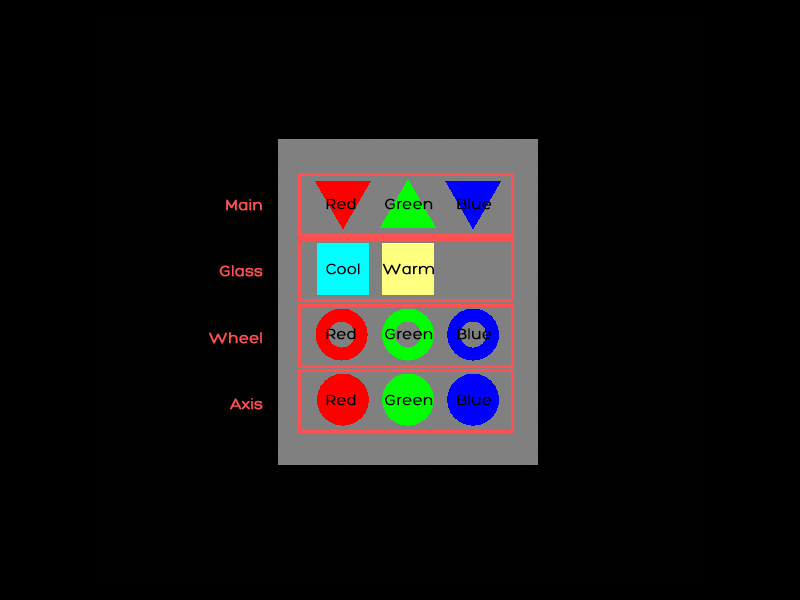 Main Red Green Blue
Glass Cool Warm
Wheel Red Green Blue
Axis Red Green Blue